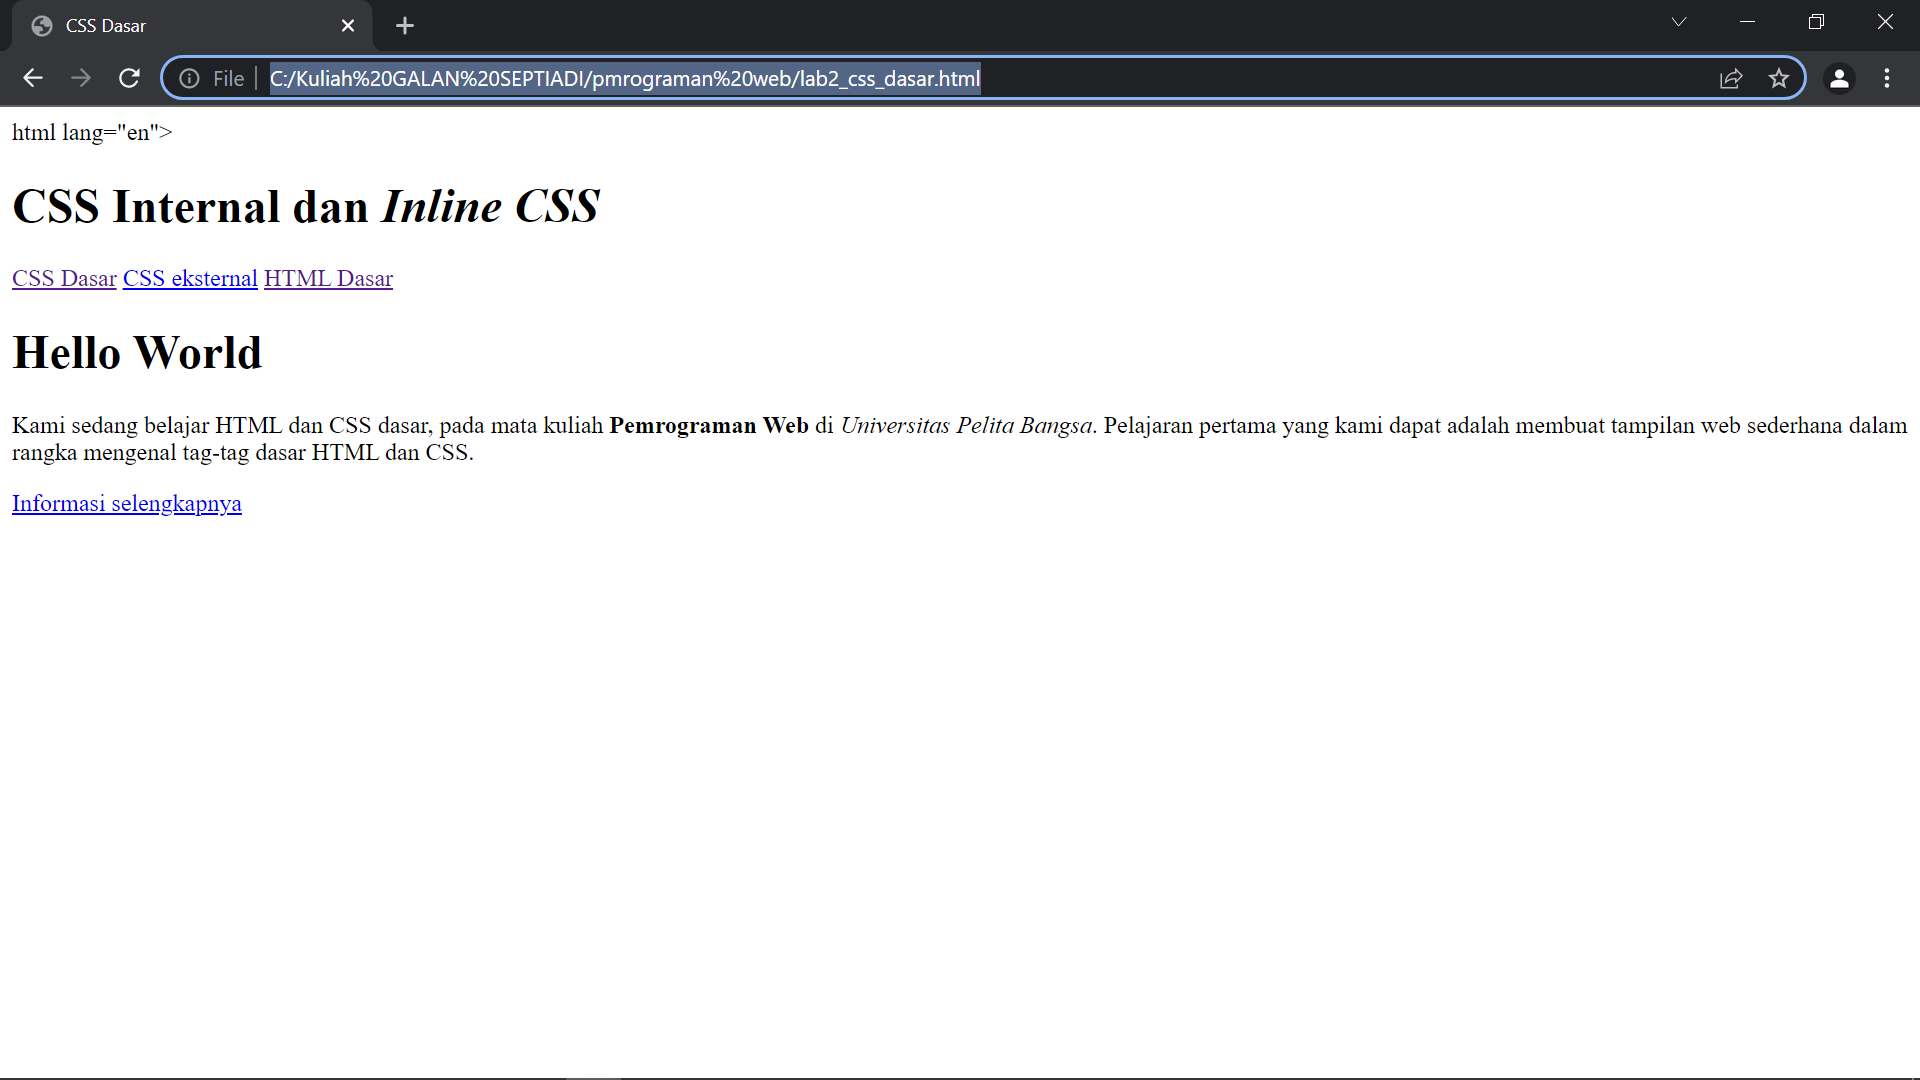 CSS Dasar
File C:/Kuliah%20GALAN%20SEPTIADI/pmrograman%20web/lab2_css_dasar.html
html lang="en">
CSS Internal dan Inline CSS
CSS Dasar CSS eksternal HTML Dasar
Hello World
Kami sedang belajar HTML dan CSS dasar, pada mata kuliah Pemrograman Web di Universitas Pelita Bangsa. Pelajaran pertama yang kami dapat adalah membuat tampilan web sederhana dalam
rangka mengenal tag-tag dasar HTML dan CSS.
Informasi selengkapnya